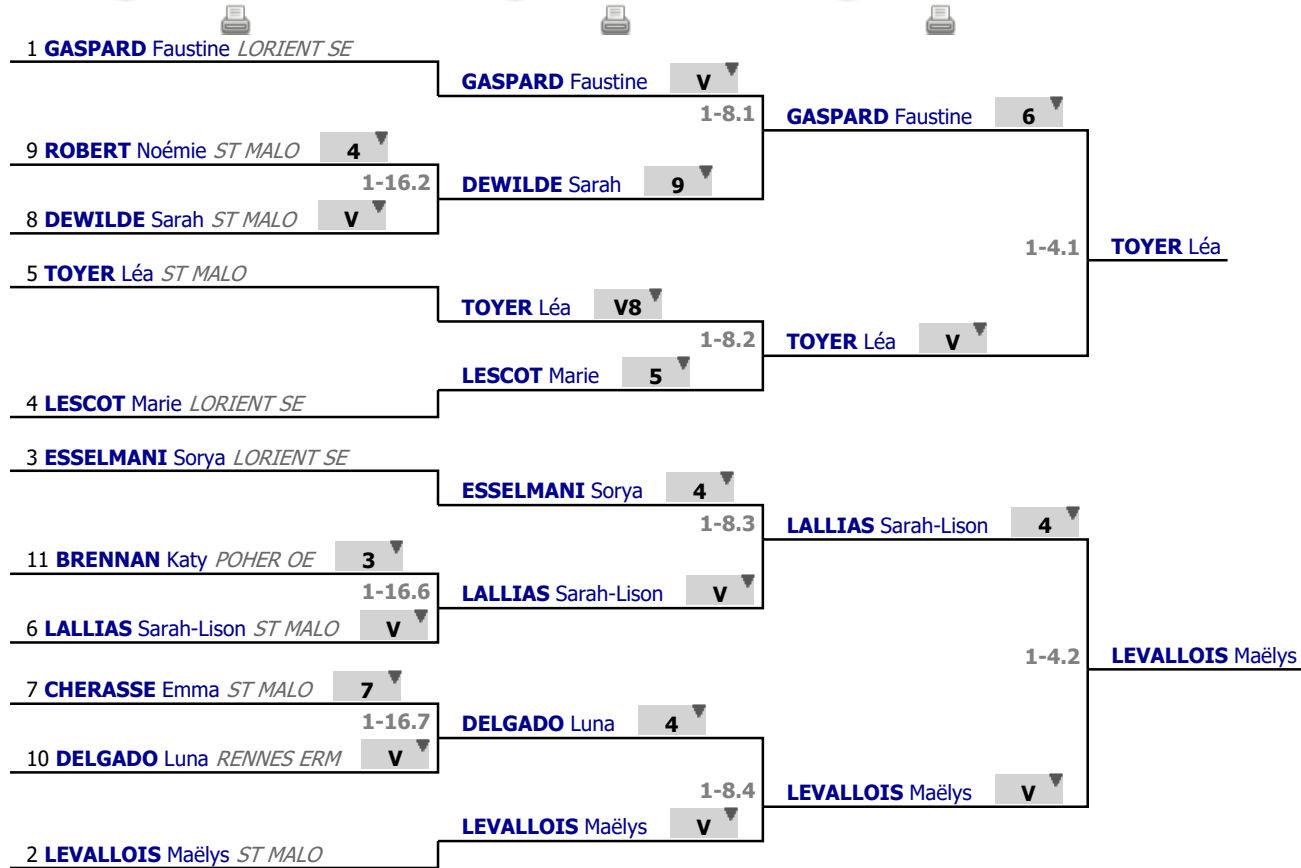 1 GASPARD Faustine LORIENT SE
GASPARD Faustine V
1-8.1
GASPARD Faustine 6
9 ROBERT Noémie ST MALO 4
1-16.2
DEWILDE Sarah 9
8 DEWILDE Sarah ST MALO V
1-4.1
TOYER Léa
5 TOYER Léa ST MALO
TOYER Léa V8
1-8.2
TOYER Léa V
LESCOT Marie 5
4 LESCOT Marie LORIENT SE
3 ESSELMANI Sorya LORIENT SE
ESSELMANI Sorya 4
1-8.3
LALLIAS Sarah-Lison 4
11 BRENNAN Katy POHER OE 3
1-16.6
LALLIAS Sarah-Lison V
6 LALLIAS Sarah-Lison ST MALO V
1-4.2
LEVALLOIS Maëlys
7 CHERASSE Emma ST MALO 7
1-16.7
DELGADO Luna 4
10 DELGADO Luna RENNES ERM V
1-8.4
LEVALLOIS Maëlys V
LEVALLOIS Maëlys V
2 LEVALLOIS Maëlys ST MALO